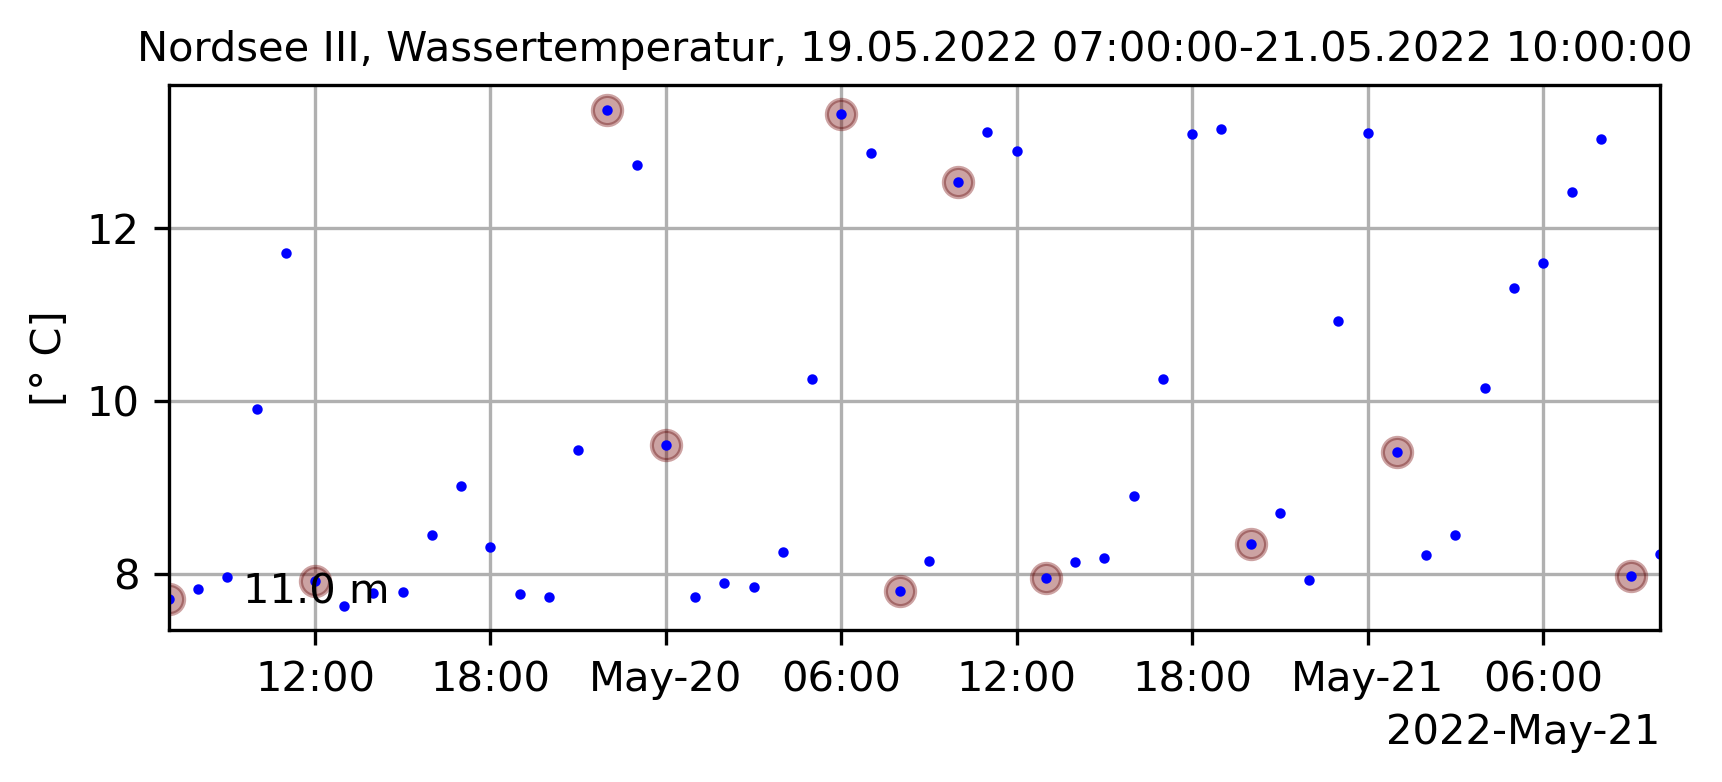 Nordsee III, Wassertemperatur, 19.05.2022 07:00:00-21.05.2022 10:00:00
[° C]
12
10
8
11.0 m
12:00 18:00 May-20 06:00 12:00 18:00 May-21 06:00
2022-May-21